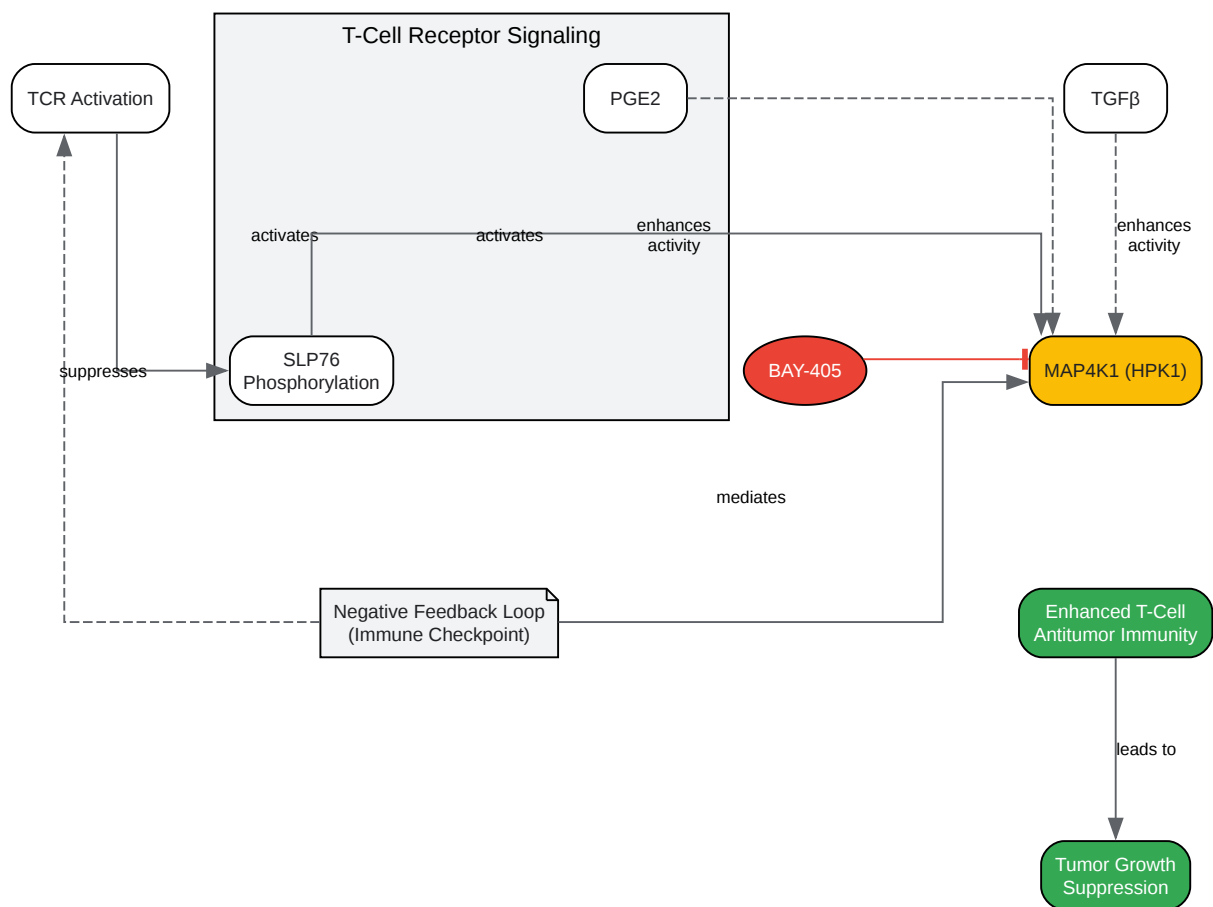 T-Cell Receptor Signaling
TCR Activation
PGE2
TGFβ
activates
activates
enhances
activity
enhances
activity
suppresses
SLP76
Phosphorylation
BAY-405
MAP4K1 (HPK1)
mediates
Negative Feedback Loop
(Immune Checkpoint)
Enhanced T-Cell
Antitumor Immunity
leads to
Tumor Growth
Suppression